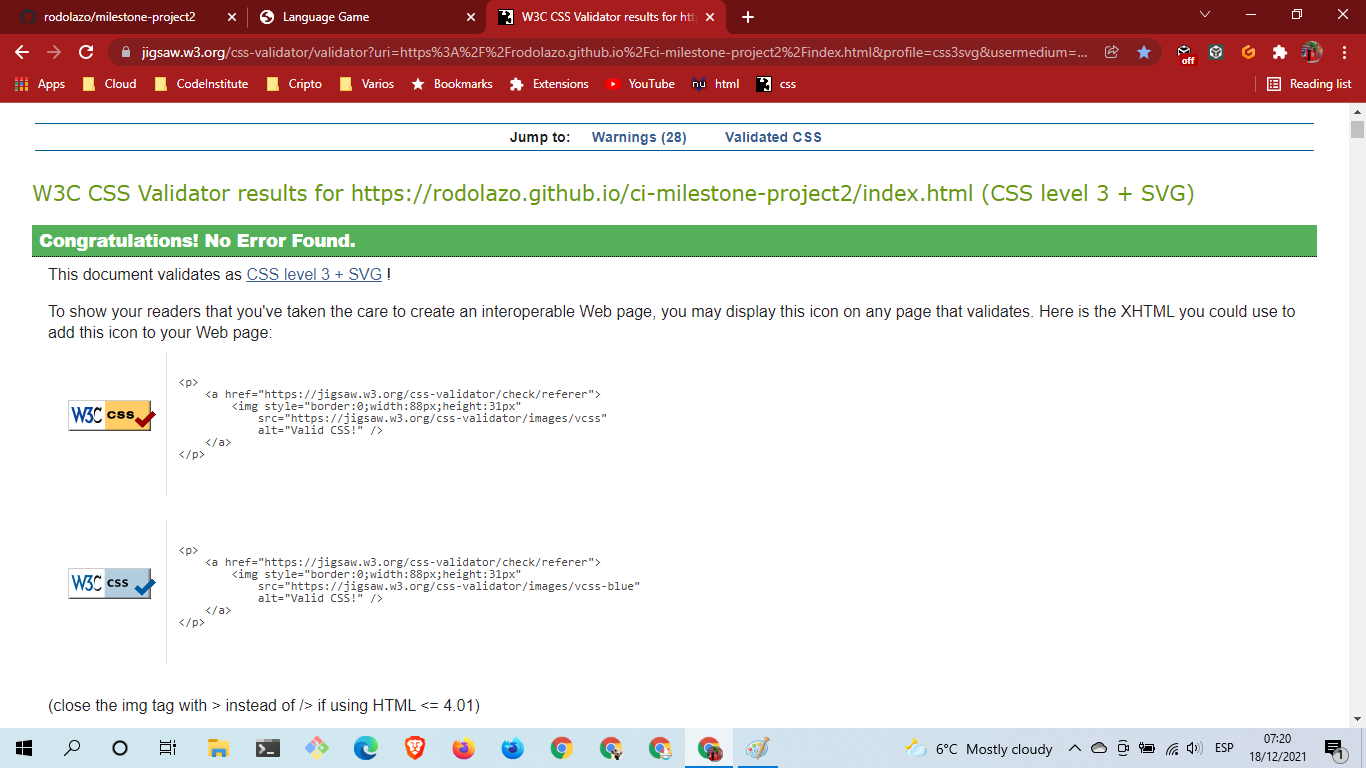 rodolazo/milestone-project2
Language Game
W3C CSS Validator results for htt
jigsaw.w3.org/css-validator/validator?uri=https%3A%2F%2Frodolazo.github.io%2Fci-milestone-project2%2Findex.html&profile=css3svg&usermedium=...
off
Apps
Cloud
CodeInstitute
Cripto
Varios
Bookmarks
Extensions
YouTube
nu html
css
Reading list
Jump to: Warnings (28) Validated CSS
W3C CSS Validator results for https://rodolazo.github.io/ci-milestone-project2/index.html (CSS level 3 + SVG)
Congratulations! No Error Found.
This document validates as CSS level 3 + SVG !
To show your readers that you've taken the care to create an interoperable Web page, you may display this icon on any page that validates. Here is the XHTML you could use to
add this icon to your Web page:
W3C css
<p>
<a href="https://jigsaw.w3.org/css-validator/check/referer">
<img style="border:0;width:88px;height:31px"
src="https://jigsaw.w3.org/css-validator/images/vcss"
alt="Valid CSS!" />
</a>
</p>
W3C css
<p>
<a href="https://jigsaw.w3.org/css-validator/check/referer">
<img style="border:0;width:88px;height:31px"
src="https://jigsaw.w3.org/css-validator/images/vcss-blue"
alt="Valid CSS!" />
</a>
</p>
(close the img tag with > instead of /> if using HTML <= 4.01)
6°C Mostly cloudy
ESP
07:20
18/12/2021
1